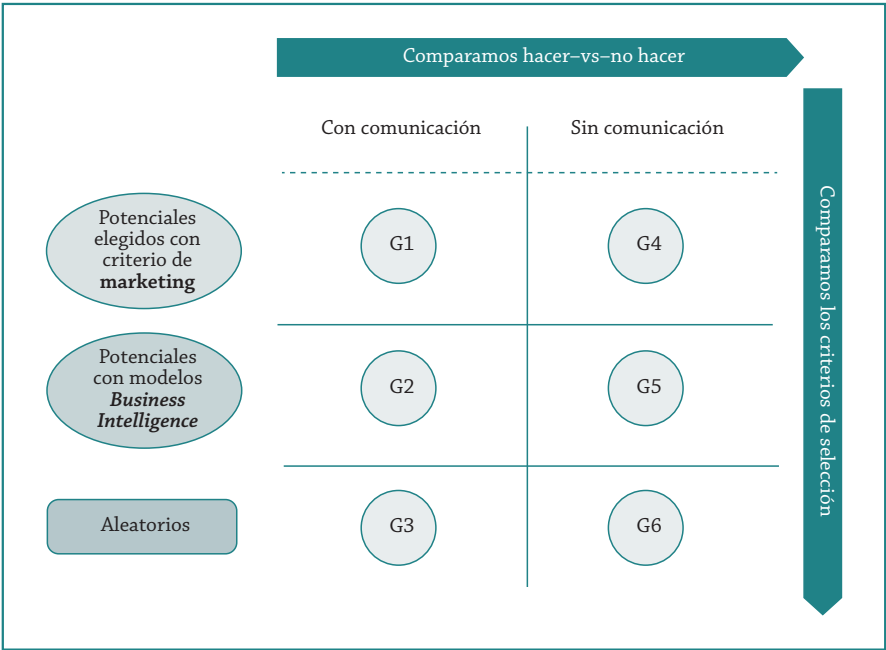 Comparamos hacer–vs–no hacer
Con comunicación
Sin comunicación
Potenciales
elegidos con
criterio de
marketing
G1
G4
Potenciales
con modelos
Business
Intelligence
G2
G5
Aleatorios
G3
G6
Comparamos los criterios de selección